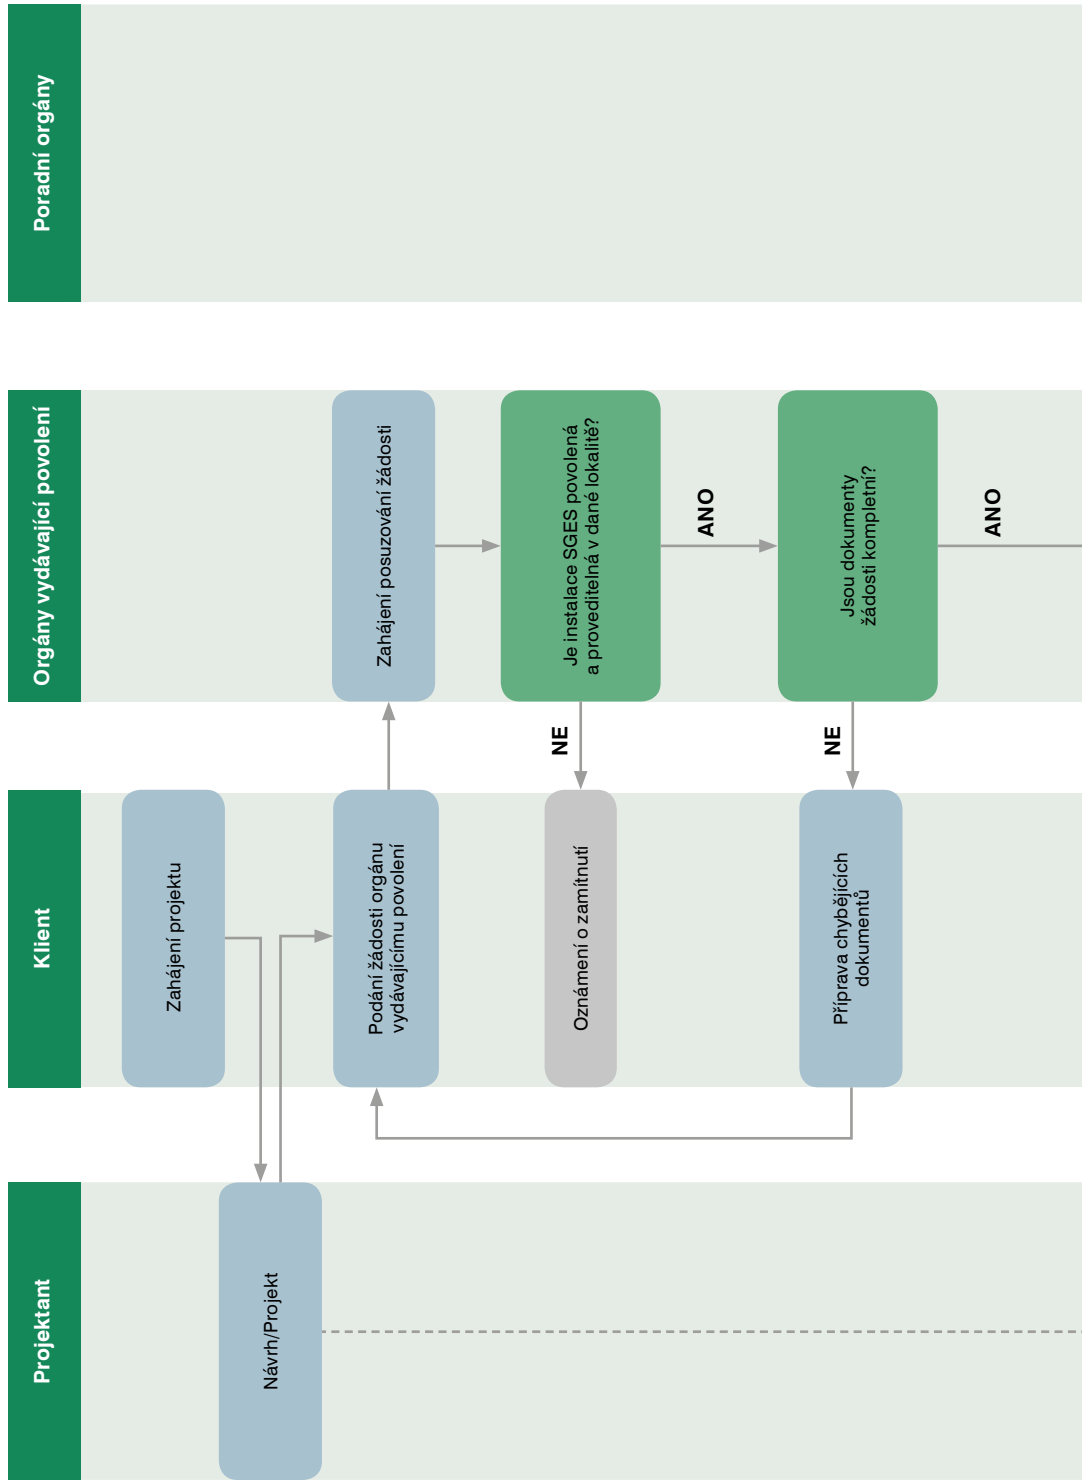 Poradní orgány
Orgány vydávající povolení
Klient
Projektant
Zahájení projektu
Návrh/Projekt
Podání žádosti orgánu
vydávajícímu povolení
Zahájení posuzování žádosti
Je instalace SGES povolená
a proveditelná v dané lokalitě?
NE
Oznámení o zamítnutí
ANO
Jsou dokumenty
žádosti kompletní?
NE
Příprava chybějících
dokumentů
ANO